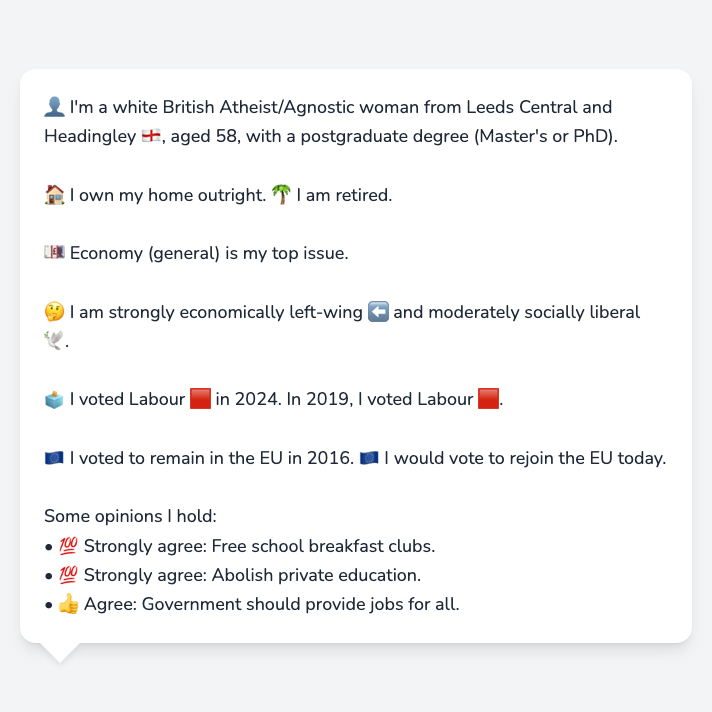 👤 I'm a white British Atheist/Agnostic woman from Leeds Central and
Headingley 🏴󠁧󠁢󠁥󠁮󠁧󠁿, aged 58, with a postgraduate degree (Master's or PhD).
🏠 I own my home outright. 🌴 I am retired.
💷 Economy (general) is my top issue.
🤔 I am strongly economically left-wing ⬅️ and moderately socially liberal
🕊️.
🗳️ I voted Labour 🟥 in 2024. In 2019, I voted Labour 🟥.
🇪🇺 I voted to remain in the EU in 2016. 🇪🇺 I would vote to rejoin the EU today.
Some opinions I hold:
• 💯 Strongly agree: Free school breakfast clubs.
• 💯 Strongly agree: Abolish private education.
• 👍 Agree: Government should provide jobs for all.